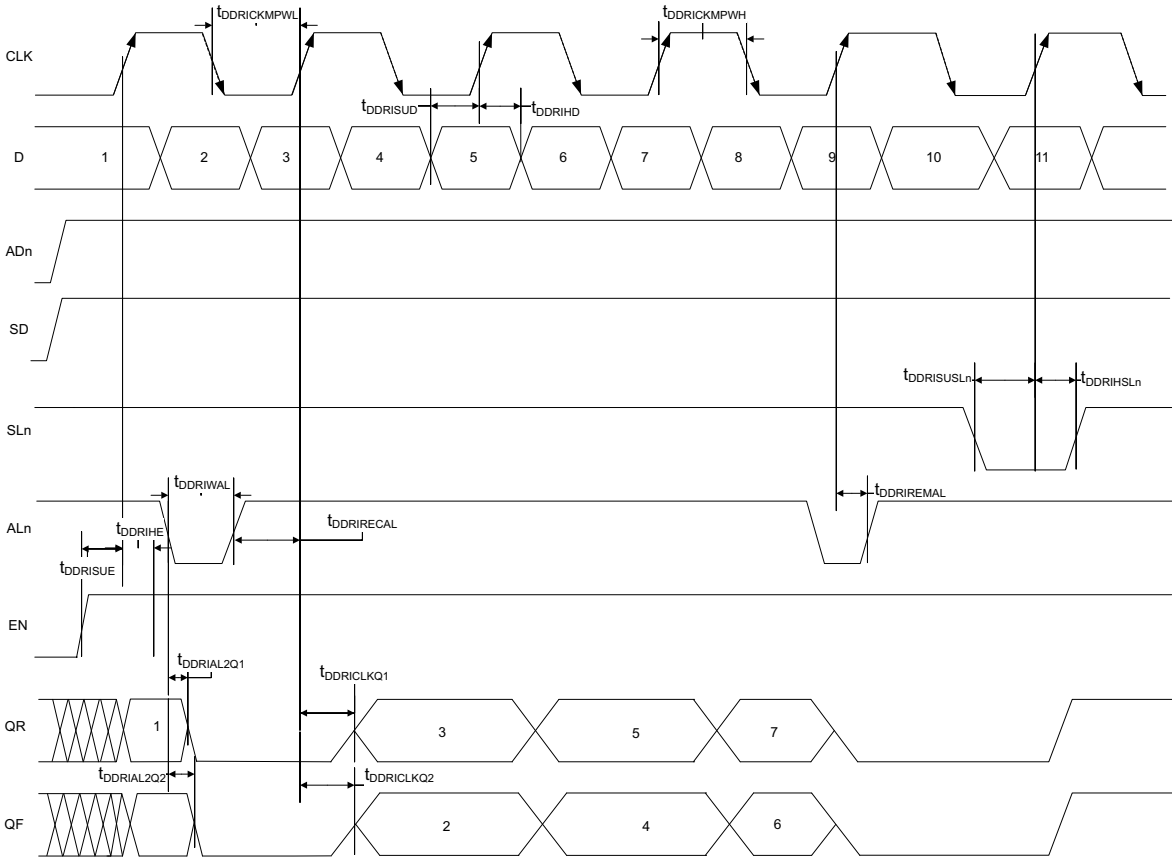 tDDRICKMPWL
tDDRICKMPWH
CLK
tDDRISUD
tDDRIHD
D
1 2 3 4 5 6 7 8 9 10 11
ADn
SD
tDDRISUSLn
tDDRIHSLn
SLn
tDDRIWAL
tDDRIREMAL
ALn
tDDRIHE
tDDRIRECAL
tDDRISUE
EN
tDDRIAL2Q1
tDDRICLKQ1
QR
1 3 5 7
tDDRIAL2Q2
tDDRICLKQ2
QF
2 4 6